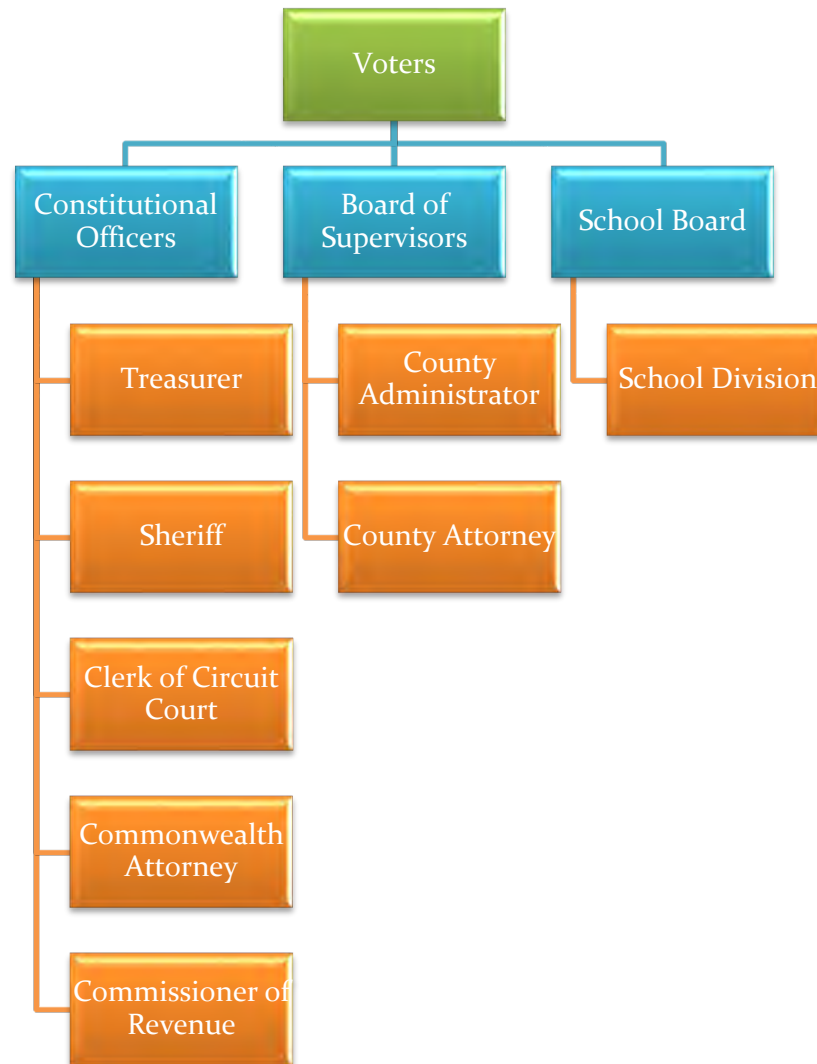 Voters
Constitutional
Officers
Board of
Supervisors
School Board
Treasurer
County
Administrator
School Division
Sheriff
County Attorney
Clerk of Circuit
Court
Commonwealth
Attorney
Commissioner of
Revenue